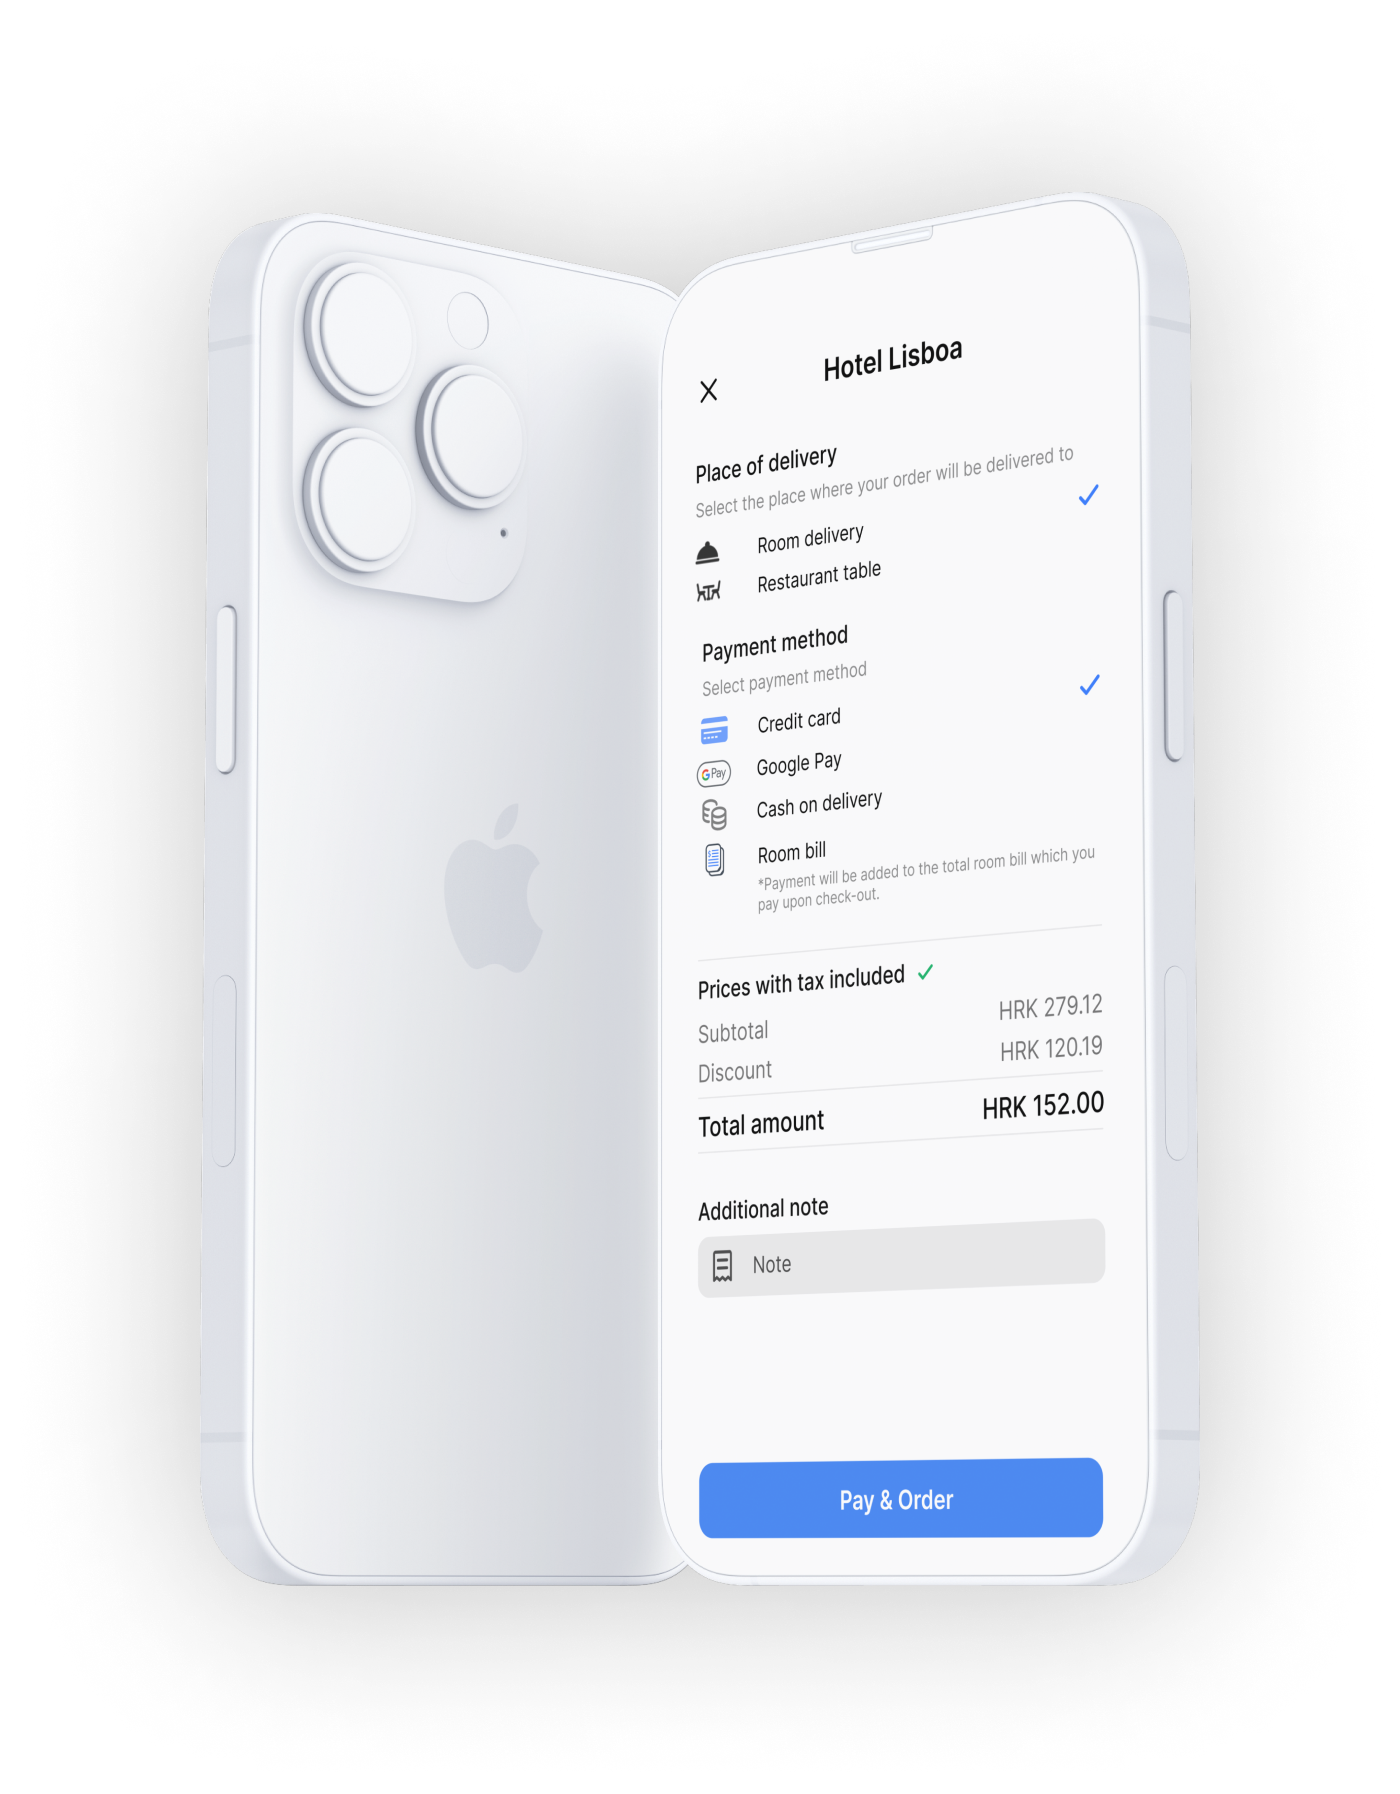 Hotel Lisboa
Place of delivery
Select the place where your order will be delivered to
Room delivery
Restaurant table
Payment method
Select payment method
Credit card
G Pay
Google Pay
Cash on delivery
Room bill
*Payment will be added to the total room bill which you
pay upon check-out.
Prices with tax included
Subtotal HRK 279.12
Discount HRK 120.19
Total amount HRK 152.00
Additional note
Note
Pay & Order